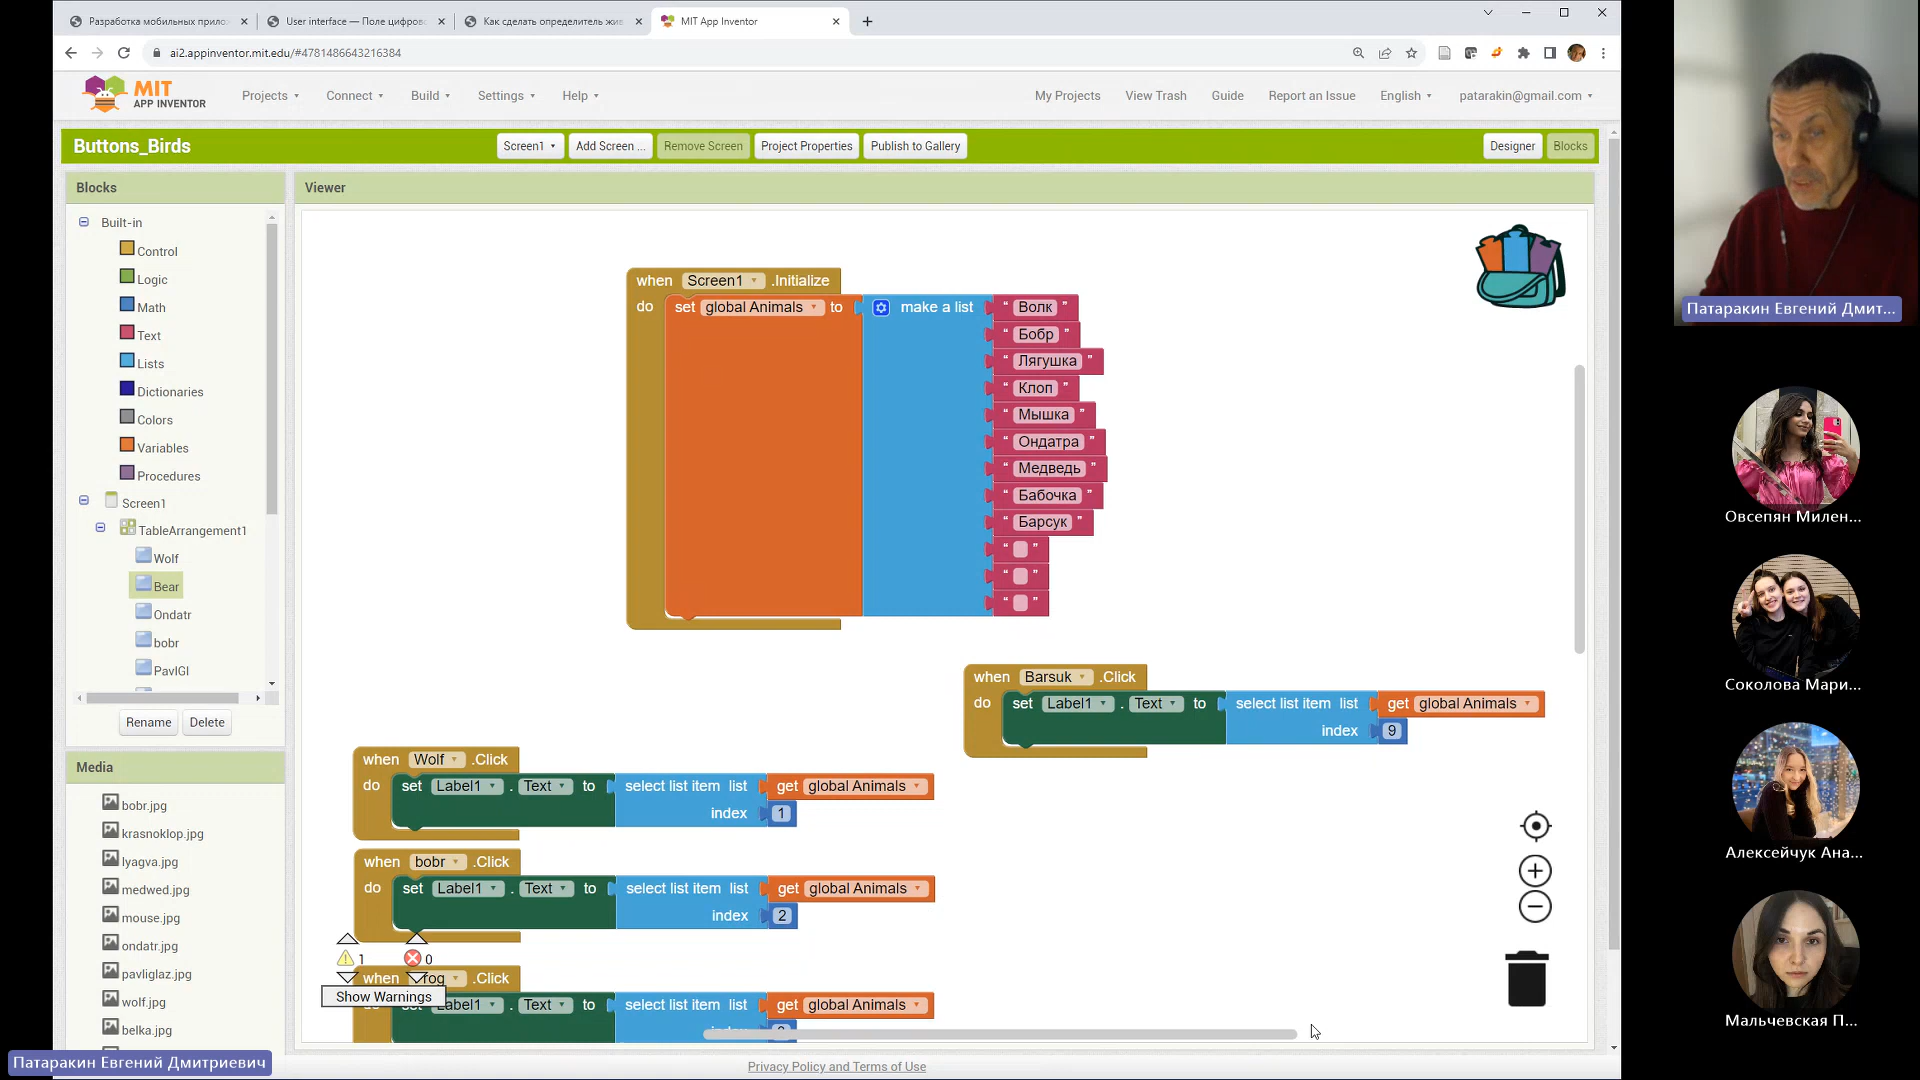 Разработка мобильных прило
User interface — Поле цифров
Как сделать определитель жив
MIT App Inventor
ai2.appinventor.mit.edu/#4781486643216384
MIT
APP INVENTOR
Projects
Connect
Build
Settings
Help
My Projects
View Trash
Guide
Report an Issue
English
patarakin@gmail.com
Buttons_Birds
Screen1
Add Screen ...
Remove Screen
Project Properties
Publish to Gallery
Designer
Blocks
Blocks
Viewer
Built-in
Control
Logic
Math
Text
Lists
Dictionaries
Colors
Variables
Procedures
Screen1
TableArrangement1
Wolf
Bear
Ondatr
bobr
PavlGl
Rename
Delete
Media
bobr.jpg
krasnoklop.jpg
lyagva.jpg
medwed.jpg
mouse.jpg
ondatr.jpg
pavliglaz.jpg
wolf.jpg
belka.jpg
when Screen1 .Initialize
do set global Animals to make a list " Волк "
" Бобр "
" Лягушка "
" Клоп "
" Мышка "
" Ондатра "
" Медведь "
" Бабочка "
" Барсук "
" "
" "
" "
when Barsuk .Click
do set Label1 . Text to select list item list get global Animals
index 9
when Wolf .Click
do set Label1 . Text to select list item list get global Animals
index 1
when bobr .Click
do set Label1 . Text to select list item list get global Animals
index 2
1
0
when .Click
Show Warnings
. Text to select list item list get global Animals
Privacy Policy and Terms of Use
Патаракин Евгений Дмитриевич
Патаракин Евгений Дмит...
Овсепян Милен...
Соколова Мари...
Алексейчук Ана...
Мальчевская П...